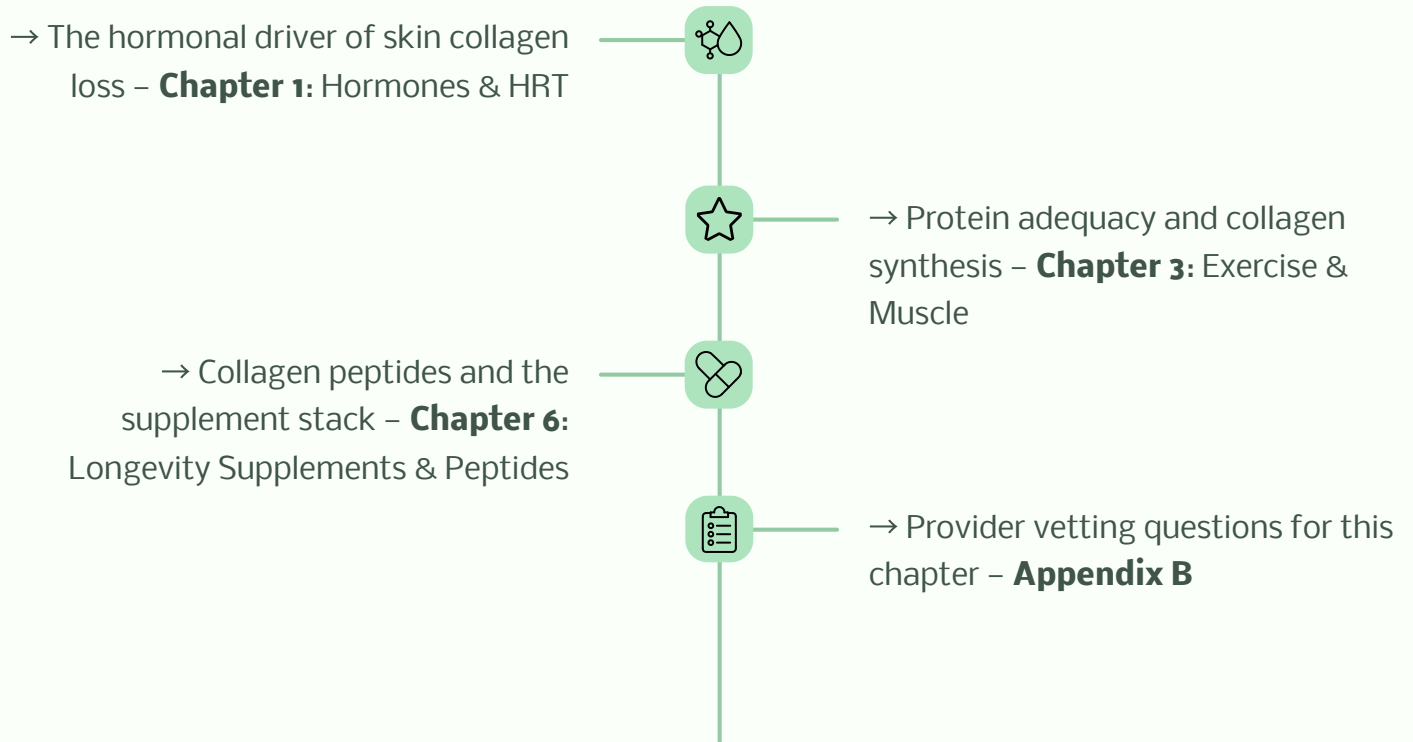 → The hormonal driver of skin collagen
loss – Chapter 1: Hormones & HRT
→ Protein adequacy and collagen
synthesis – Chapter 3: Exercise &
Muscle
→ Collagen peptides and the
supplement stack – Chapter 6:
Longevity Supplements & Peptides
→ Provider vetting questions for this
chapter – Appendix B